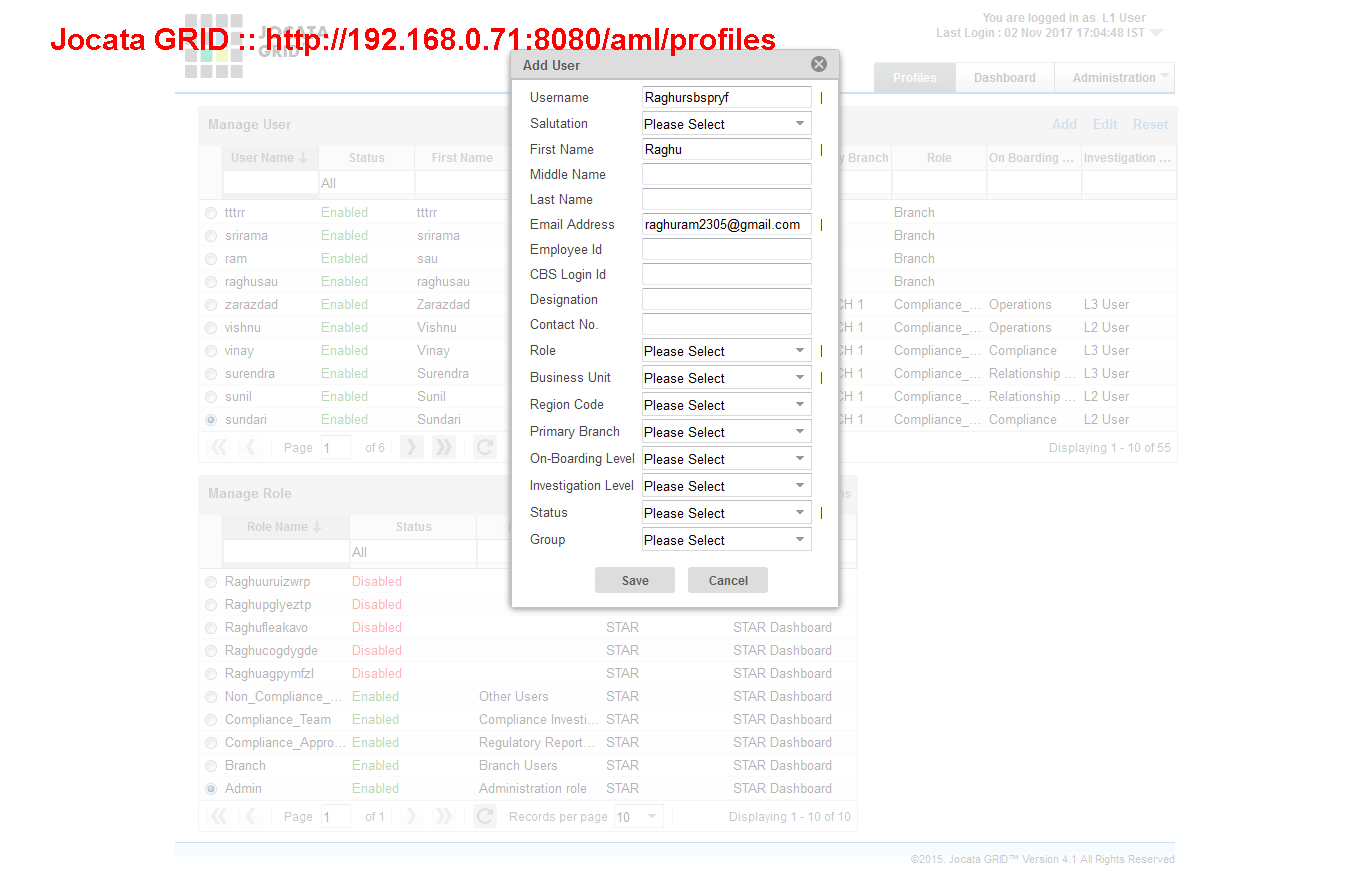 Jocata GRID :: http://192.168.0.71:8080/aml/profiles
JOCATA
GRID
You are logged in as L1 User
Last Login : 02 Nov 2017 17:04:48 IST
Profiles Dashboard Administration
Add User
Username Raghursbspryf
Salutation Please Select
First Name Raghu
Middle Name
Last Name
Email Address raghuram2305@gmail.com
Employee Id
CBS Login Id
Designation
Contact No.
Role Please Select
Business Unit Please Select
Region Code Please Select
Primary Branch Please Select
On-Boarding Level Please Select
Investigation Level Please Select
Status Please Select
Group Please Select
Save Cancel
Manage User Add Edit Reset
User Name Status First Name y Branch Role On Boarding ... Investigation ...
All
tttrr Enabled tttrr Branch
srirama Enabled srirama Branch
ram Enabled sau Branch
raghusau Enabled raghusau Branch
zarazdad Enabled Zarazdad CH 1 Compliance_... Operations L3 User
vishnu Enabled Vishnu CH 1 Compliance_... Operations L2 User
vinay Enabled Vinay CH 1 Compliance_... Compliance L3 User
surendra Enabled Surendra CH 1 Compliance_... Relationship ... L3 User
sunil Enabled Sunil CH 1 Compliance_... Relationship ... L2 User
sundari Enabled Sundari CH 1 Compliance_... Compliance L2 User
Page 1 of 6 Displaying 1 - 10 of 55
Manage Role
Role Name Status
All
Raghuuruizwrp Disabled
Raghupglyeztp Disabled
Raghufleakavo Disabled STAR STAR Dashboard
Raghucogdygde Disabled STAR STAR Dashboard
Raghuagpymfzl Disabled STAR STAR Dashboard
Non_Compliance_... Enabled Other Users STAR STAR Dashboard
Compliance_Team Enabled Compliance Investi... STAR STAR Dashboard
Compliance_Appro... Enabled Regulatory Report... STAR STAR Dashboard
Branch Enabled Branch Users STAR STAR Dashboard
Admin Enabled Administration role STAR STAR Dashboard
Page 1 of 1 Records per page 10 Displaying 1 - 10 of 10
©2015. Jocata GRID™ Version 4.1 All Rights Reserved